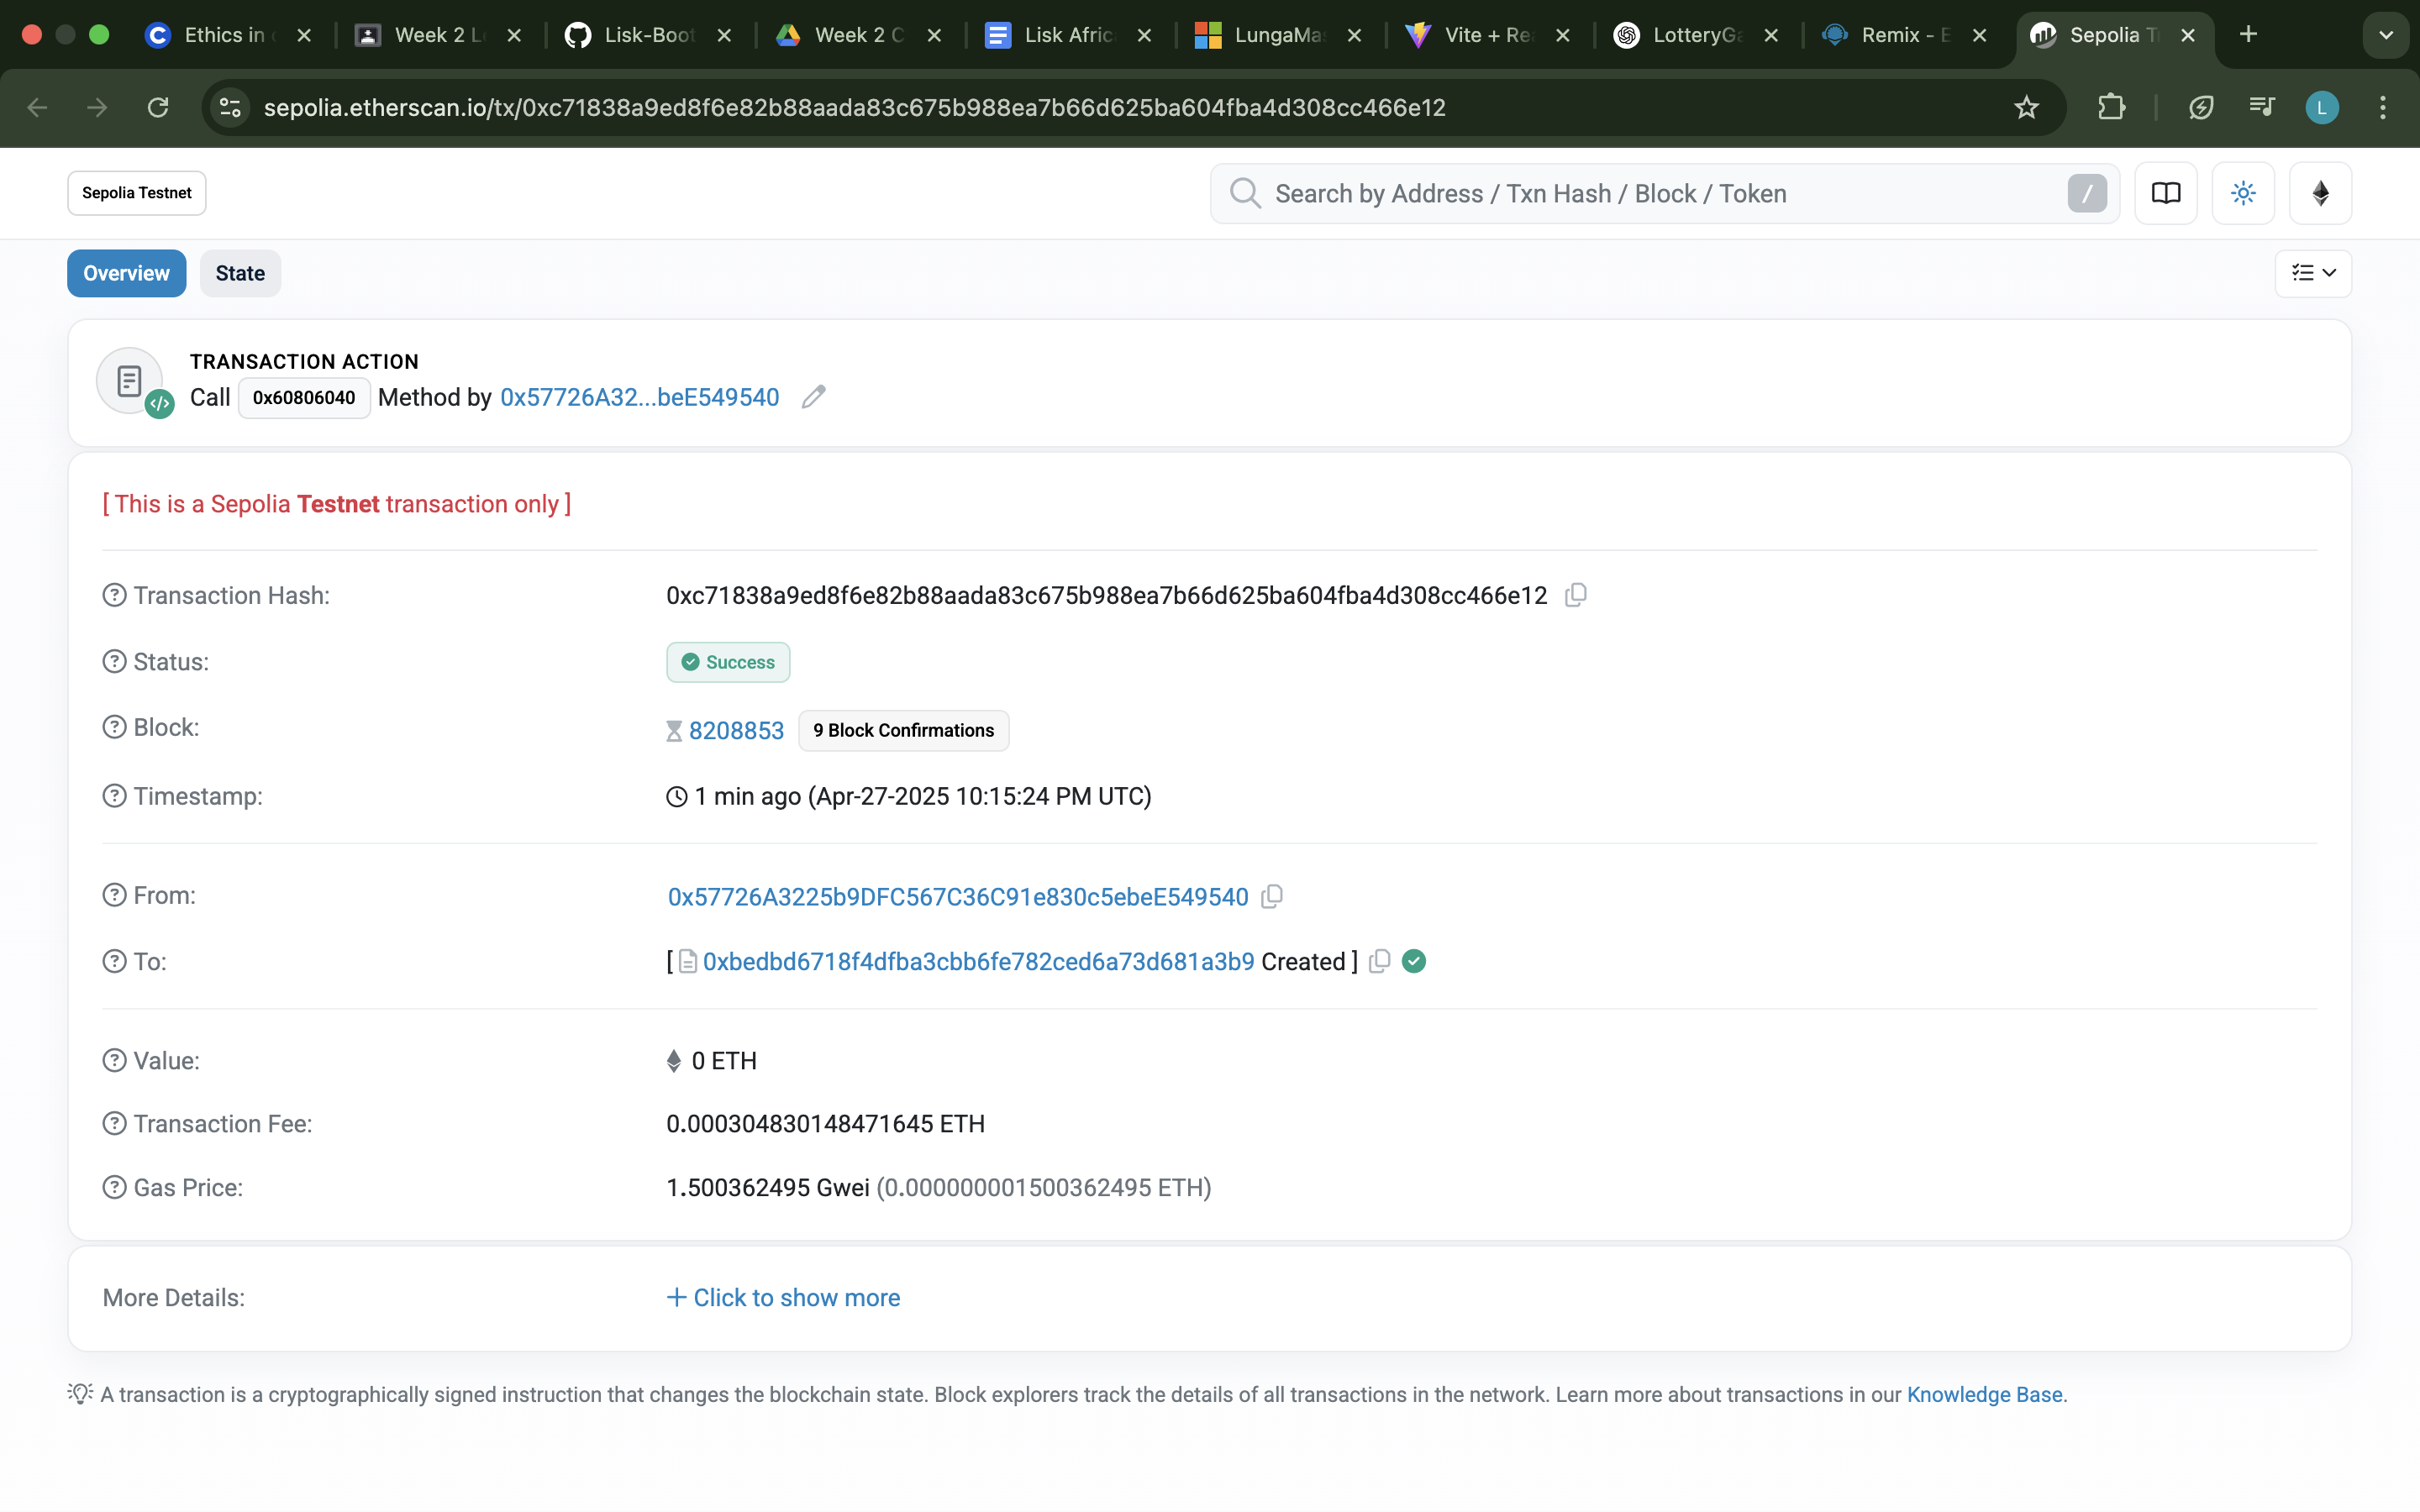 Ethics in
Week 2 L
Lisk-Boot
Week 2 C
Lisk Afric
LungaMa
Vite + Re
LotteryGa
Remix - E
Sepolia T
sepolia.etherscan.io/tx/0xc71838a9ed8f6e82b88aada83c675b988ea7b66d625ba604fba4d308cc466e12
L
Sepolia Testnet
Search by Address / Txn Hash / Block / Token
/
Overview
State
TRANSACTION ACTION
Call 0x60806040 Method by 0x57726A32...beE549540
[ This is a Sepolia Testnet transaction only ]
Transaction Hash: 0xc71838a9ed8f6e82b88aada83c675b988ea7b66d625ba604fba4d308cc466e12
Status: Success
Block: 8208853 9 Block Confirmations
Timestamp: 1 min ago (Apr-27-2025 10:15:24 PM UTC)
From: 0x57726A3225b9DFC567C36C91e830c5ebeE549540
To: [ 0xbedbd6718f4dfba3cbb6fe782ced6a73d681a3b9 Created ]
Value: 0 ETH
Transaction Fee: 0.000304830148471645 ETH
Gas Price: 1.500362495 Gwei (0.000000001500362495 ETH)
More Details: + Click to show more
A transaction is a cryptographically signed instruction that changes the blockchain state. Block explorers track the details of all transactions in the network. Learn more about transactions in our Knowledge Base.